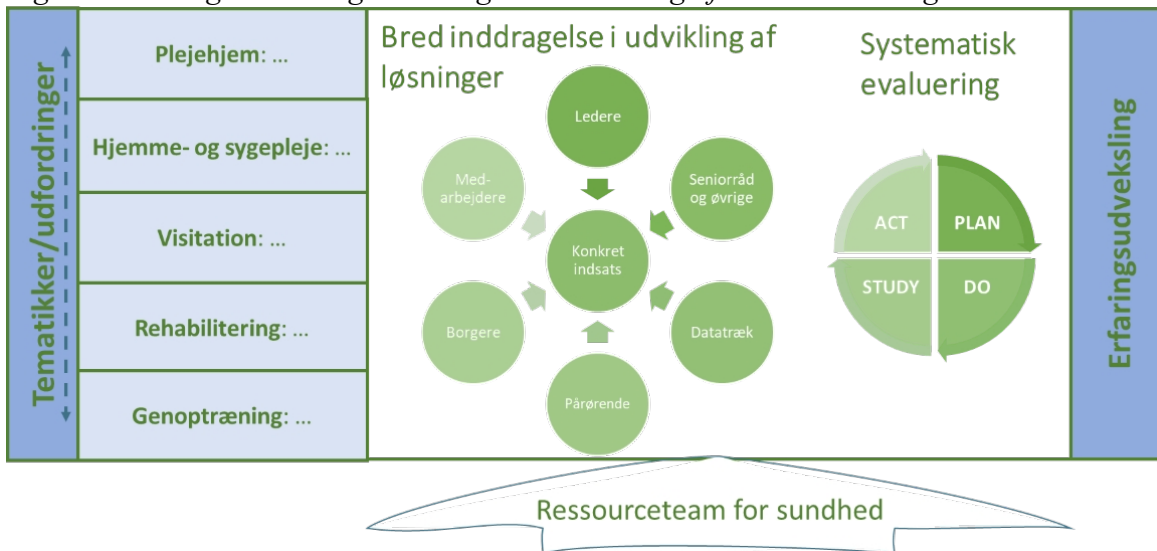 Tematikker/udfordringer
Plejehjem: ...
Hjemme- og sygepleje: ...
Visitation: ...
Rehabilitering: ...
Genoptræning: ...
Bred inddragelse i udvikling af
løsninger
Ledere
Med-
arbejdere
Seniorråd
og øvrige
Konkret
indsats
Borgere
Datatræk
Pårørende
Systematisk
evaluering
ACT
PLAN
STUDY
DO
Erfaringsudveksling
Ressourceteam for sundhed